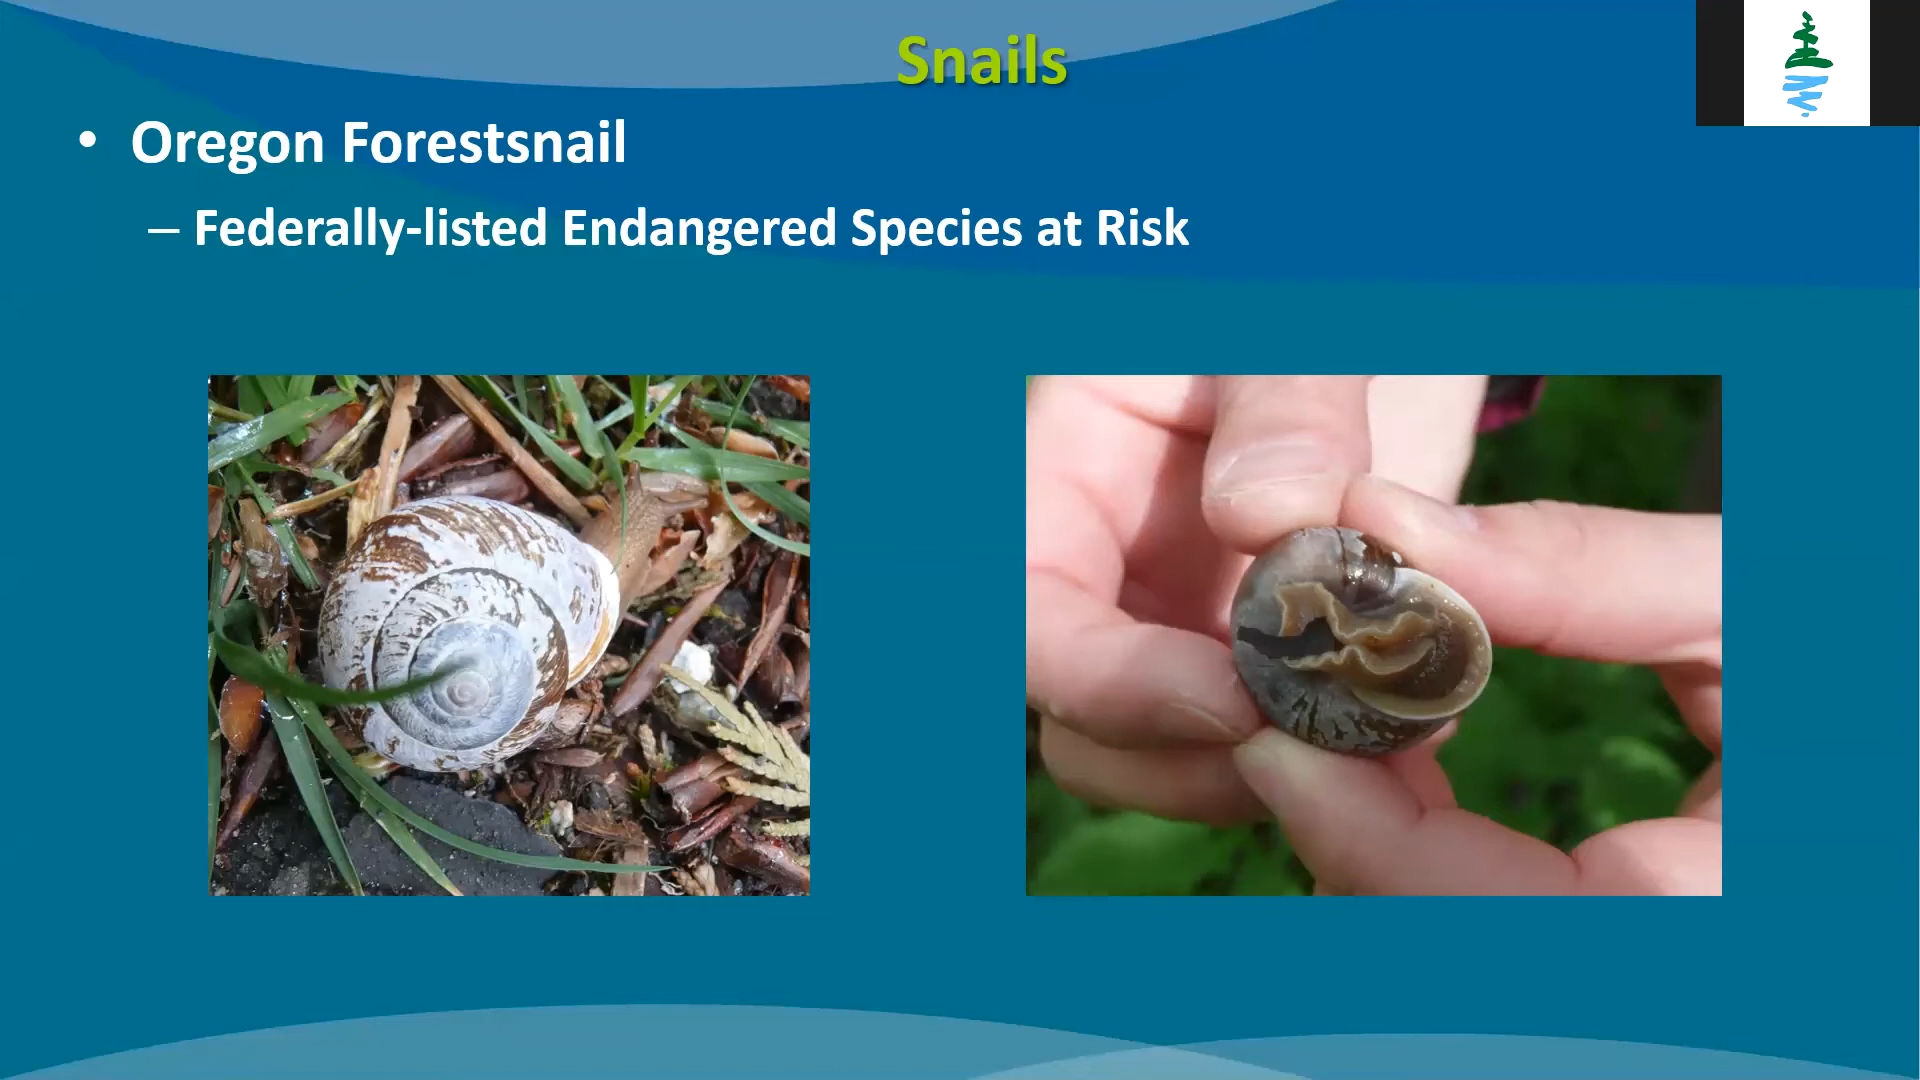 Snails
• Oregon Forestsnail
– Federally-listed Endangered Species at Risk